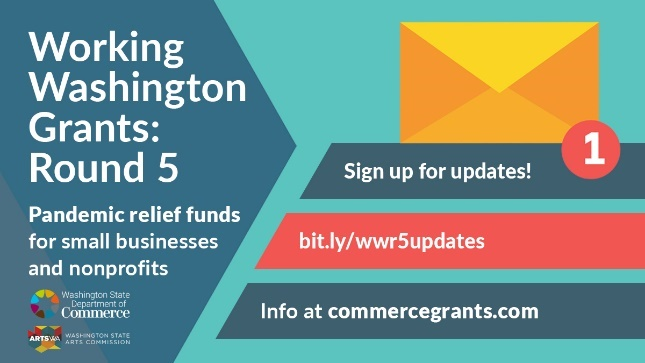 Working
Washington
Grants:
Round 5
Pandemic relief funds
for small businesses
and nonprofits
Washington State
Department of
Commerce
ARTSWA
WASHINGTON STATE
ARTS COMMISSION
1
Sign up for updates!
bit.ly/wwr5updates
Info at commercegrants.com